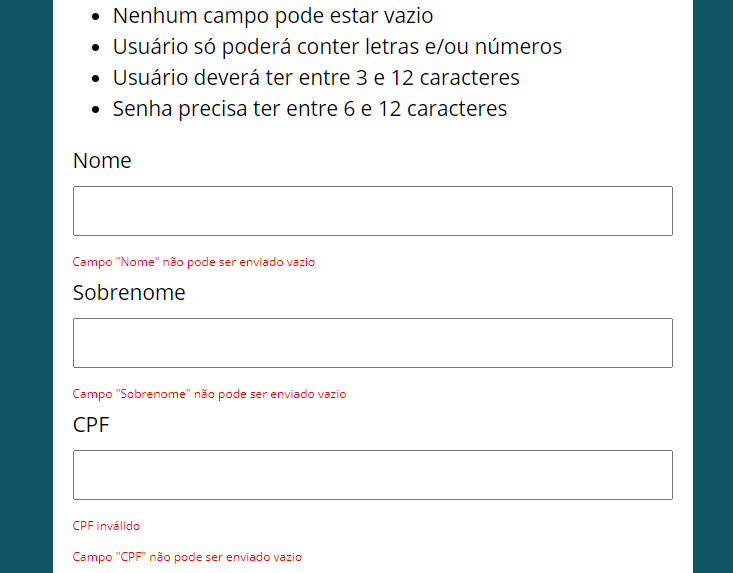 Nenhum campo pode estar vazio
Usuário só poderá conter letras e/ou números
Usuário deverá ter entre 3 e 12 caracteres
Senha precisa ter entre 6 e 12 caracteres
Nome
Campo "Nome" não pode ser enviado vazio
Sobrenome
Campo "Sobrenome" não pode ser enviado vazio
CPF
CPF inválido
Campo "CPF" não pode ser enviado vazio